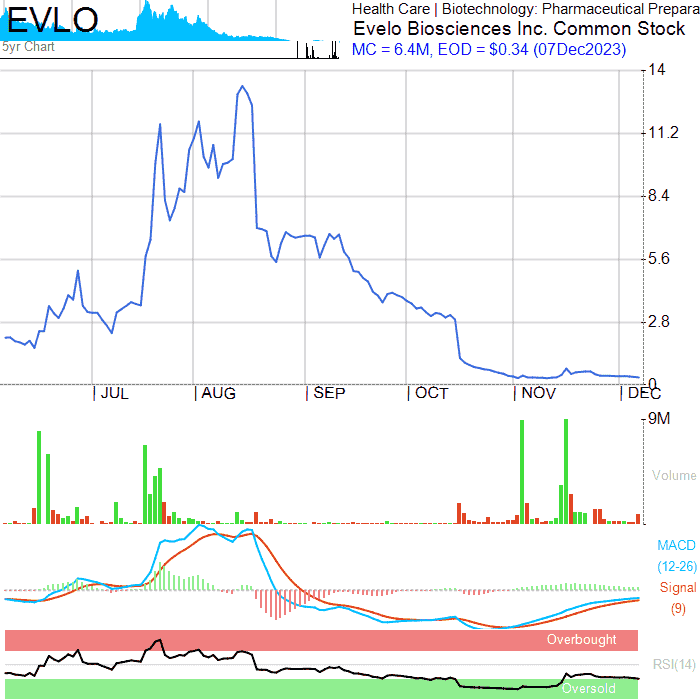 EVLO
Health Care | Biotechnology: Pharmaceutical Prepara
Evelo Biosciences Inc. Common Stock
5yr Chart
MC = 6.4M, EOD = $0.34 (07Dec2023)
14
11.2
8.4
5.6
2.8
0
JUL AUG SEP OCT NOV DEC
9M
Volume
MACD
(12-26)
Signal
(9)
Overbought
RSI(14)
Oversold